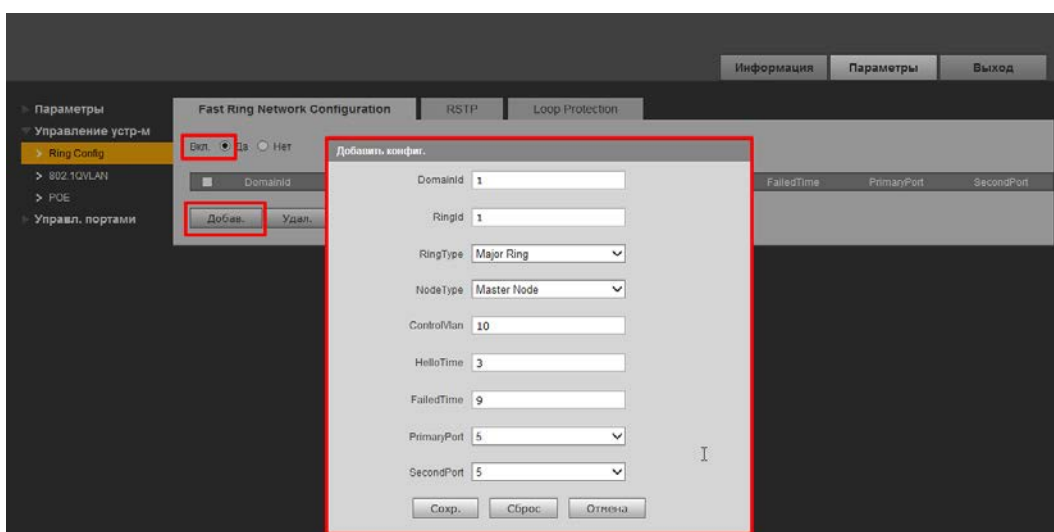 Информация Параметры Выход
Параметры
Управление устр-м
Ring Config
802.1QVLAN
POE
Управл. портами
Fast Ring Network Configuration RSTP Loop Protection
Вкл. Да Нет
DomainId FailedTime PrimaryPort SecondPort
Добав. Удал.
Добавить конфиг.
DomainId 1
RingId 1
RingType Major Ring
NodeType Master Node
ControlVlan 10
HelloTime 3
FailedTime 9
PrimaryPort 5
SecondPort 5
Сохр. Сброс Отмена